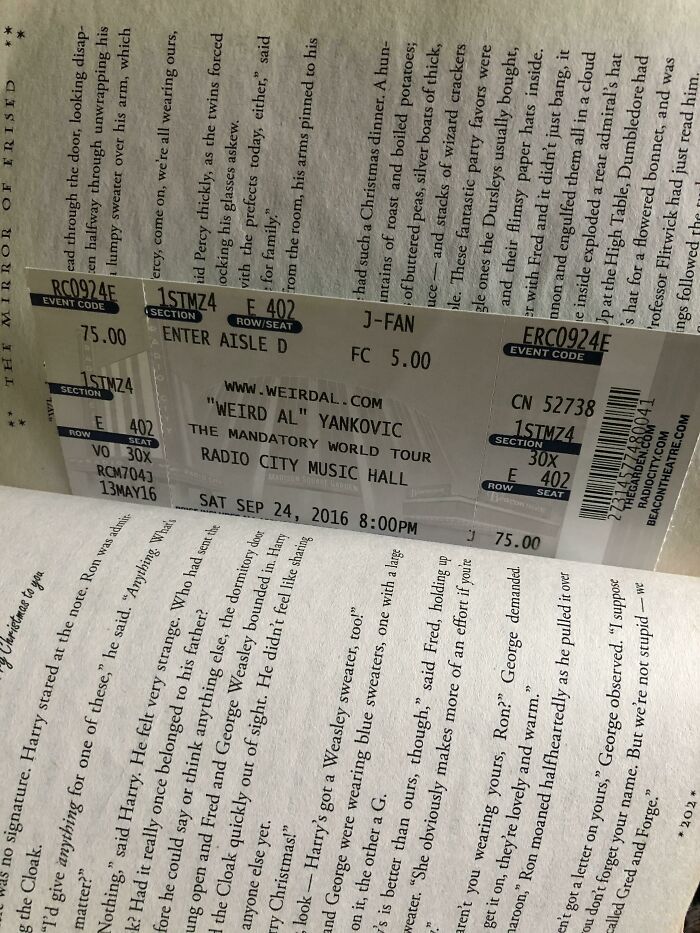 ry Christmas to you
was no signature. Harry stared at the note. Ron was admir-
g the Cloak.
"I'd give anything for one of these," he said. "Anything. What's
matter?"
Nothing," said Harry. He felt very strange. Who had sent the
k? Had it really once belonged to his father?
fore he could say or think anything else, the dormitory door
ung open and Fred and George Weasley bounded in. Harry
d the Cloak quickly out of sight. He didn't feel like sharing
anyone else yet.
ry Christmas!"
look — Harry's got a Weasley sweater, too!"
and George were wearing blue sweaters, one with a large
on it, the other a G.
y's is better than ours, though," said Fred, holding up
weater. "She obviously makes more of an effort if you're
."
aren't you wearing yours, Ron?" George demanded.
get it on, they're lovely and warm."
aroon," Ron moaned halfheartedly as he pulled it over
en't got a letter on yours," George observed. "I suppose
ou don't forget your name. But we're not stupid — we
called Gred and Forge."
* 202 *
** THE MIRROR OF ERISED **
ead through the door, looking disap-
en halfway through unwrapping his
lumpy sweater over his arm, which
ercy, come on, we're all wearing ours,
aid Percy thickly, as the twins forced
ocking his glasses askew.
with the prefects today, either," said
for family."
from the room, his arms pinned to his
had such a Christmas dinner. A hun-
ntains of roast and boiled potatoes;
of buttered peas, silver boats of thick,
uce — and stacks of wizard crackers
ble. These fantastic party favors were
gle ones the Dursleys usually bought,
and their flimsy paper hats inside.
er with Fred and it didn't just bang, it
nnon and engulfed them all in a cloud
e inside exploded a rear admiral's hat
Up at the High Table, Dumbledore had
s hat for a flowered bonnet, and was
rofessor Flitwick had just read him.
ngs followed the
RC0924E
EVENT CODE
75.00
1STMZ4
SECTION
E 402
ROW SEAT
VO 30X
RCM704J
13MAY16
1STMZ4 E 402 J-FAN
SECTION ROW/SEAT
ENTER AISLE D FC 5.00
WWW.WEIRDAL.COM
"WEIRD AL" YANKOVIC
THE MANDATORY WORLD TOUR
RADIO CITY MUSIC HALL
SAT SEP 24, 2016 8:00PM
ERC0924E
EVENT CODE
CN 52738
1STMZ4
SECTION
30X
E 402
ROW SEAT
J 75.00
273145774180041
THEGARDEN.COM
RADIOCITY.COM
BEACONTHEATRE.COM